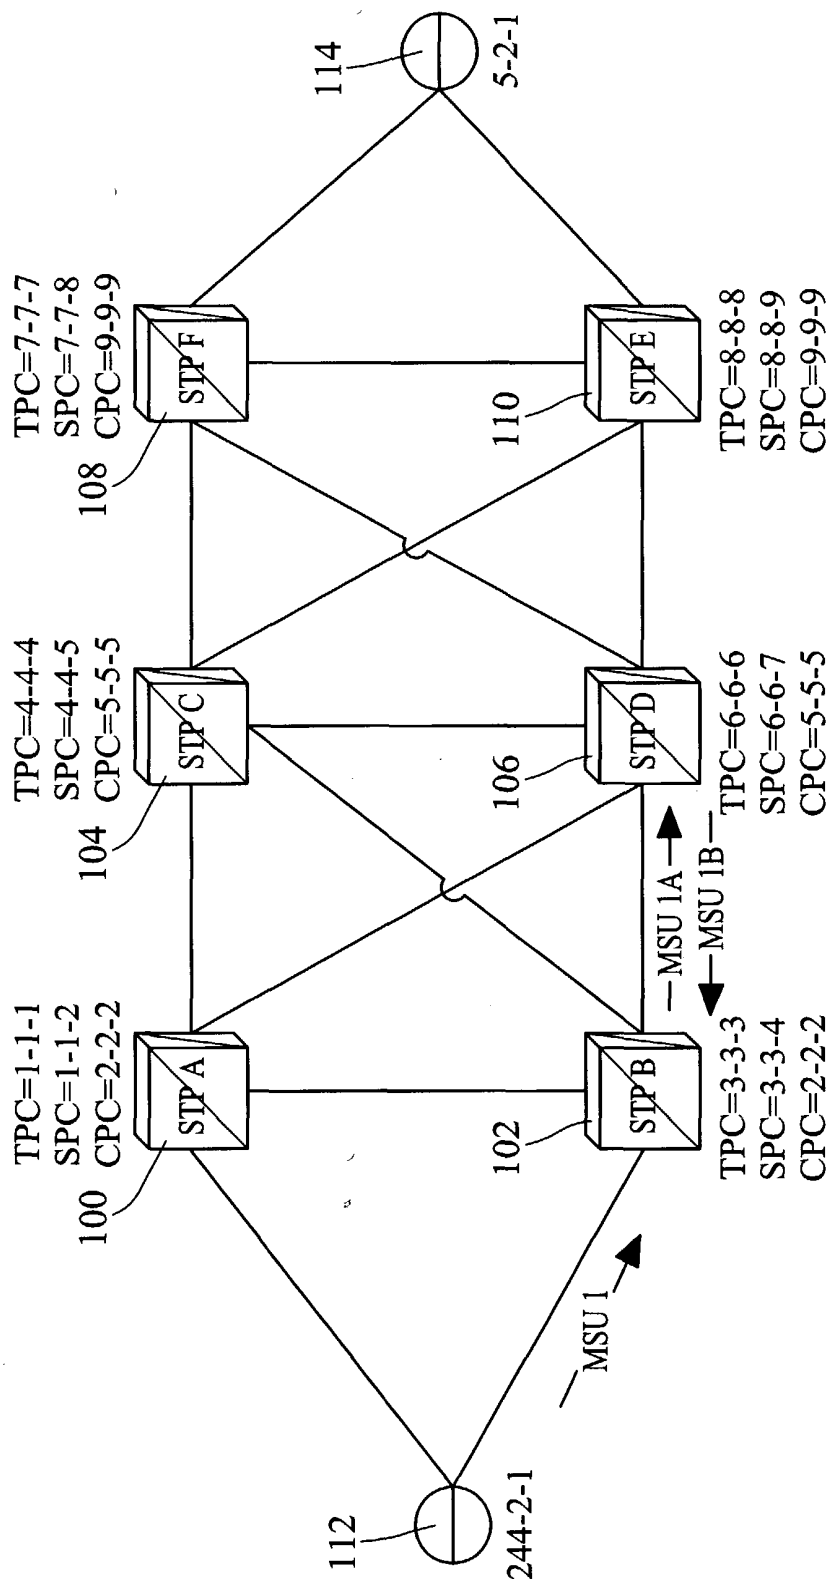 TPC=1-1-1
SPC=1-1-2
CPC=2-2-2
100
STP A
TPC=4-4-4
SPC=4-4-5
CPC=5-5-5
104
STP C
TPC=7-7-7
SPC=7-7-8
CPC=9-9-9
108
STP F
112
244-2-1
114
5-2-1
102
STP B
TPC=3-3-3
SPC=3-3-4
CPC=2-2-2
106
STP D
TPC=6-6-6
SPC=6-6-7
CPC=5-5-5
110
STP E
TPC=8-8-8
SPC=8-8-9
CPC=9-9-9
MSU 1
MSU 1A
MSU 1B